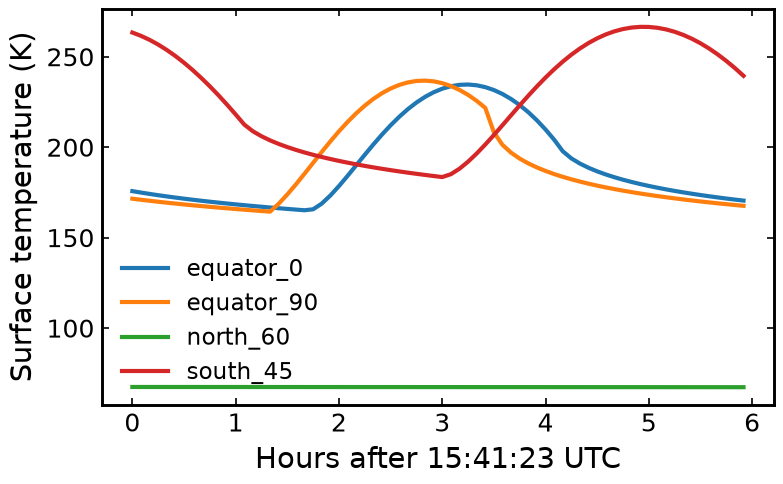 Surface temperature (K)
250
200
150
100
equator_0
equator_90
north_60
south_45
0 1 2 3 4 5 6
Hours after 15:41:23 UTC